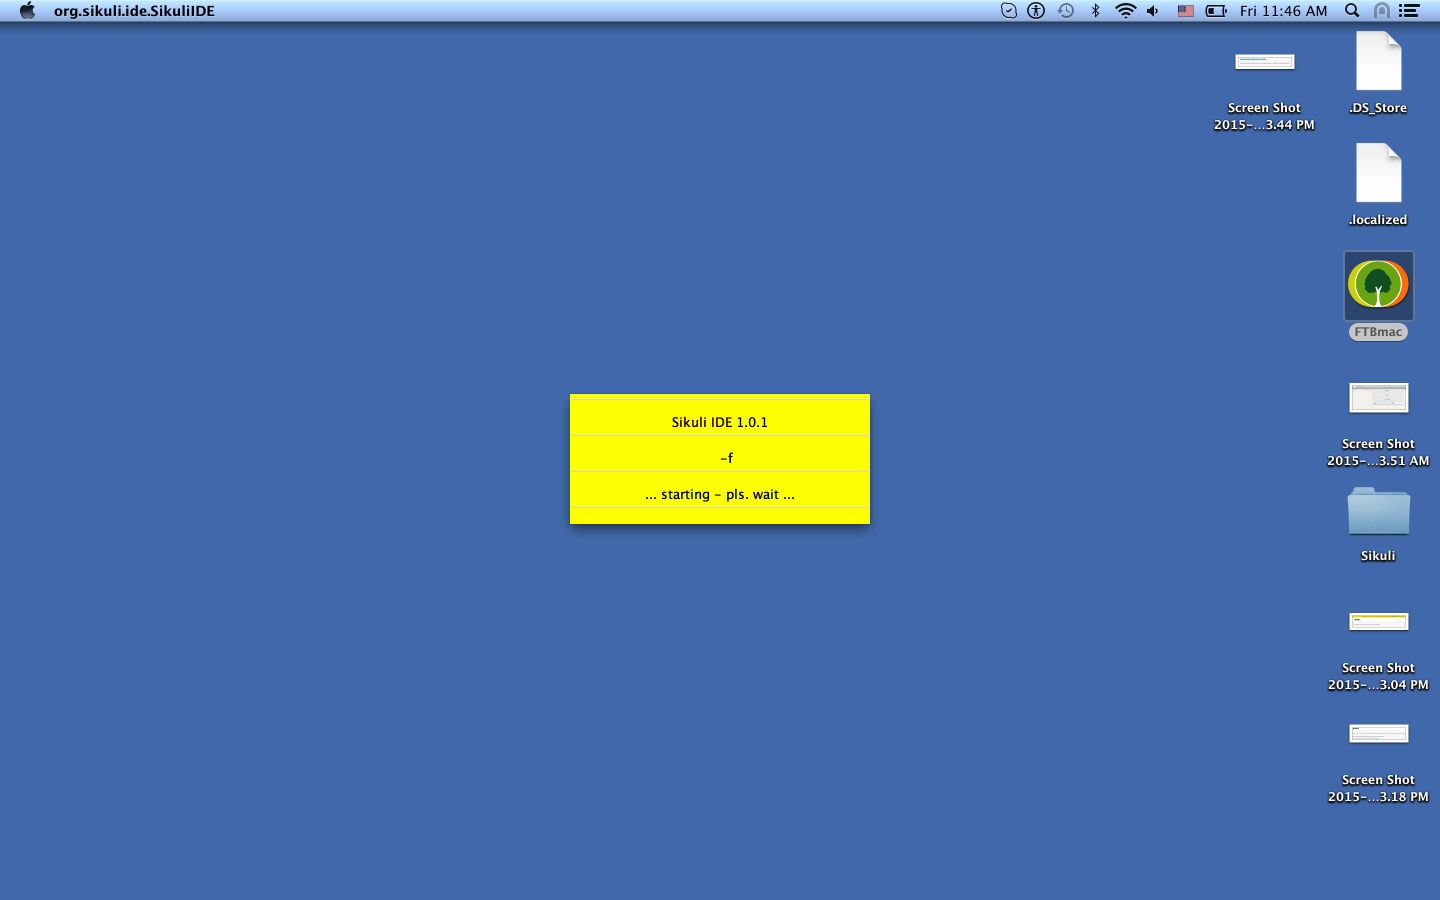 org.sikuli.ide.SikuliIDE
Fri 11:46 AM
Screen Shot
2015-...3.44 PM
.DS_Store
.localized
FTBmac
Screen Shot
2015-...3.51 AM
Sikuli IDE 1.0.1
-f
... starting - pls. wait ...
Sikuli
Screen Shot
2015-...3.04 PM
Screen Shot
2015-...3.18 PM